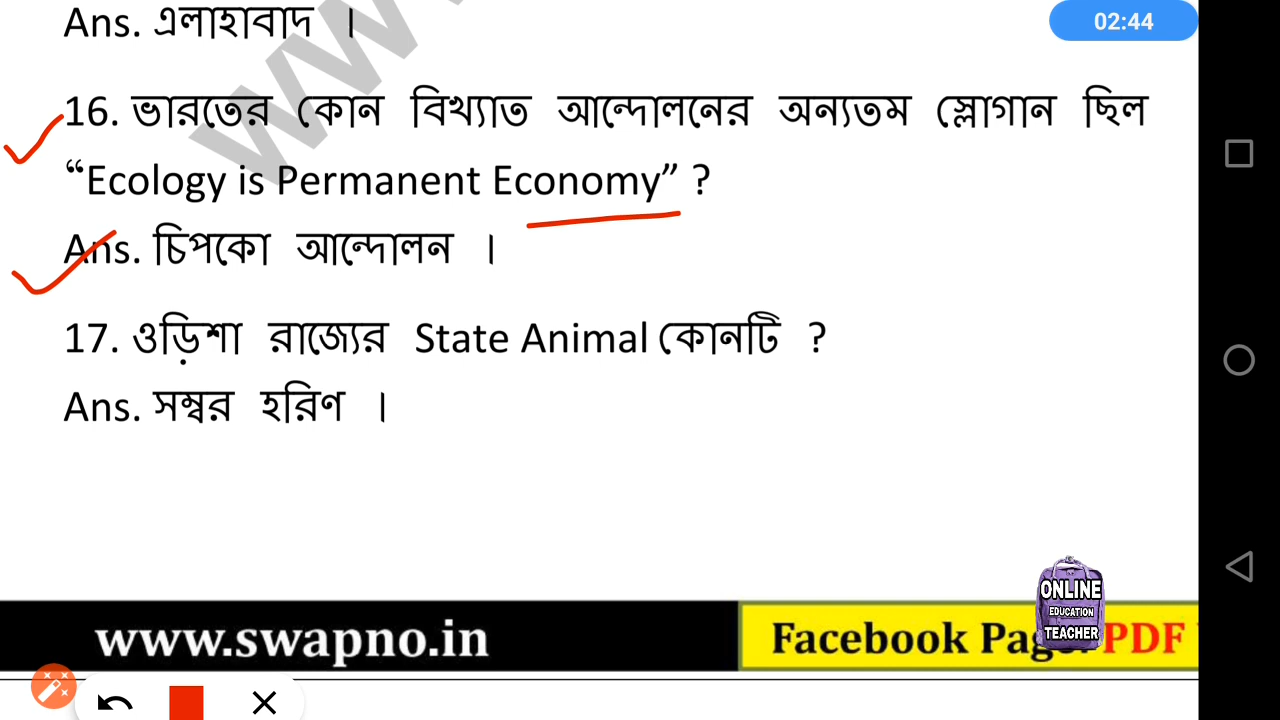 Ans. এলাহাবাদ ।
02:44
16. ভারতের কোন বিখ্যাত আন্দোলনের অন্যতম স্লোগান ছিল
“Ecology is Permanent Economy” ?
Ans. চিপকো আন্দোলন ।
17. ওড়িশা রাজ্যের State Animal কোনটি ?
Ans. সম্বর হরিণ ।
www.swapno.in
Facebook Page: PDF
ONLINE
EDUCATION
TEACHER